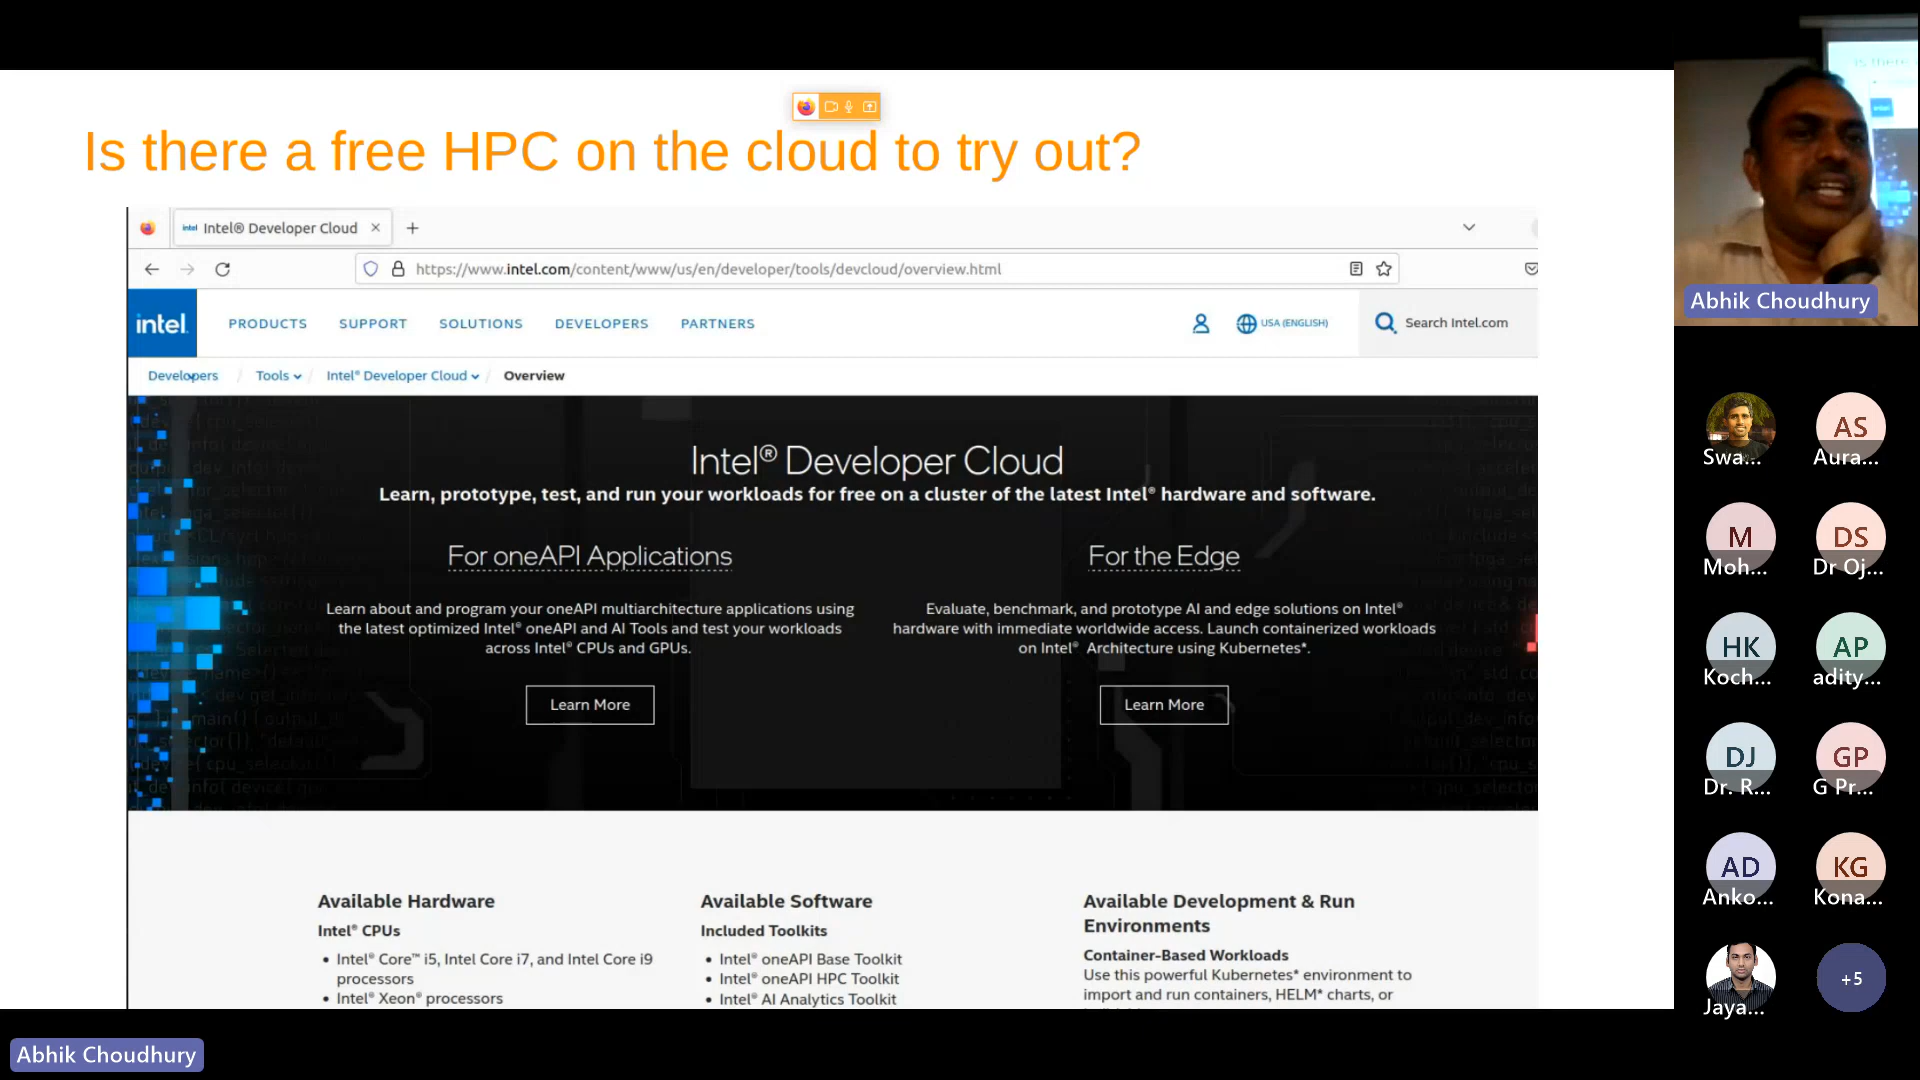 Is there a free HPC on the cloud to try out?
intel Intel® Developer Cloud
https://www.intel.com/content/www/us/en/developer/tools/devcloud/overview.html
intel. PRODUCTS SUPPORT SOLUTIONS DEVELOPERS PARTNERS USA (ENGLISH) Search Intel.com
Developers / Tools / Intel® Developer Cloud / Overview
Intel® Developer Cloud
Learn, prototype, test, and run your workloads for free on a cluster of the latest Intel® hardware and software.
For oneAPI Applications
Learn about and program your oneAPI multiarchitecture applications using
the latest optimized Intel® oneAPI and AI Tools and test your workloads
across Intel® CPUs and GPUs.
Learn More
For the Edge
Evaluate, benchmark, and prototype AI and edge solutions on Intel®
hardware with immediate worldwide access. Launch containerized workloads
on Intel® Architecture using Kubernetes*.
Learn More
Available Hardware
Intel® CPUs
• Intel® Core™ i5, Intel Core i7, and Intel Core i9
processors
• Intel® Xeon® processors
Available Software
Included Toolkits
• Intel® oneAPI Base Toolkit
• Intel® oneAPI HPC Toolkit
• Intel® AI Analytics Toolkit
Available Development & Run
Environments
Container-Based Workloads
Use this powerful Kubernetes* environment to
import and run containers, HELM* charts, or
Abhik Choudhury
Swa...
AS
Aura...
M
Moh...
DS
Dr Oj...
HK
Koch...
AP
adity...
DJ
Dr. R...
GP
G Pr...
AD
Anko...
KG
Kona...
Jaya...
+5
Abhik Choudhury